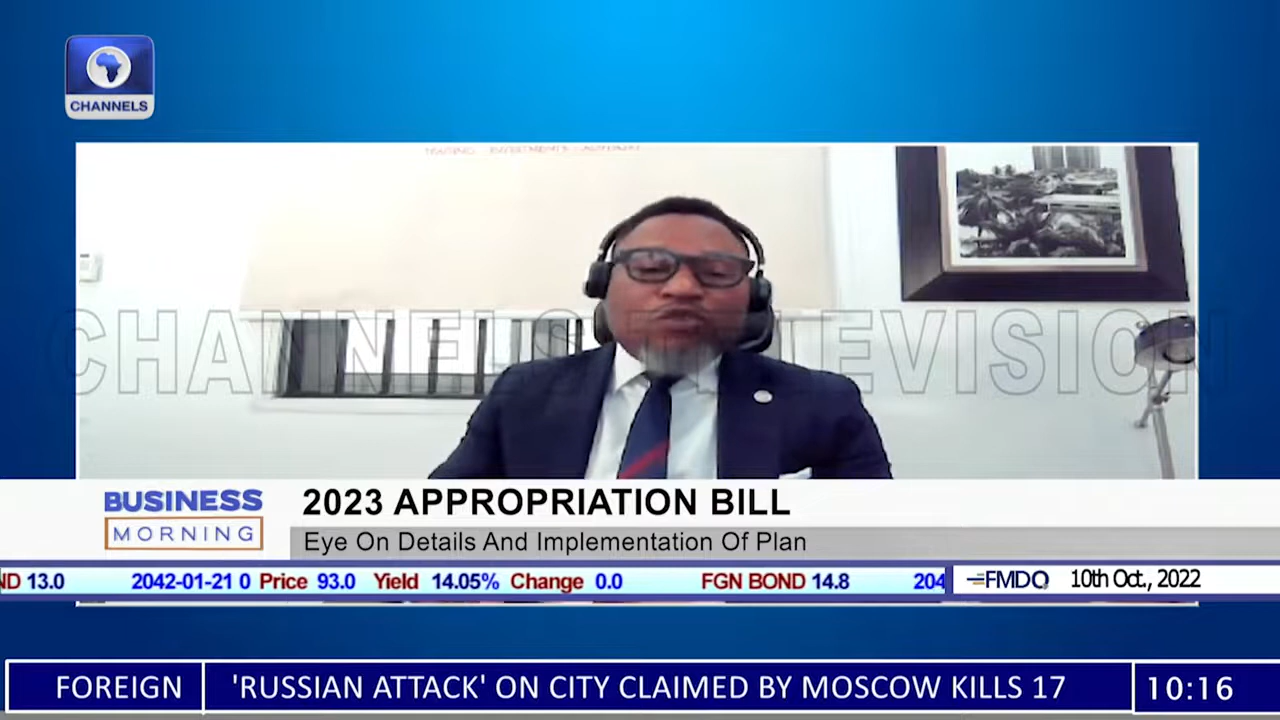 CHANNELS
CHANNELS TELEVISION
BUSINESS
MORNING
2023 APPROPRIATION BILL
Eye On Details And Implementation Of Plan
ND 13.0 2042-01-21 0 Price 93.0 Yield 14.05% Change 0.0 FGN BOND 14.8 204
FMDQ 10th Oct., 2022
FOREIGN 'RUSSIAN ATTACK' ON CITY CLAIMED BY MOSCOW KILLS 17 10:16